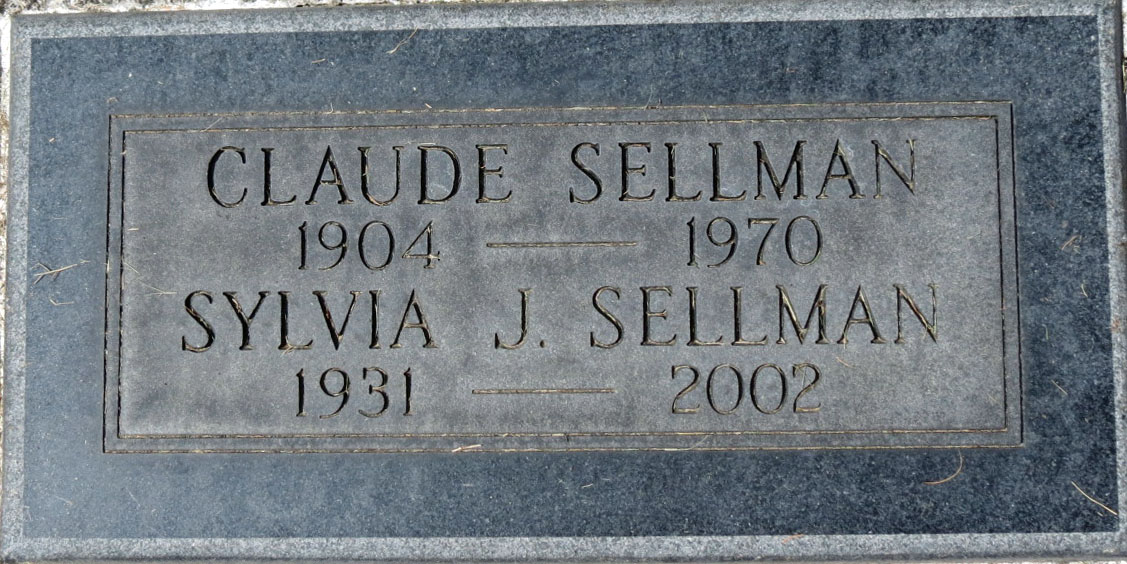 CLAUDE SELLMAN
1904 — 1970
SYLVIA J. SELLMAN
1931 — 2002